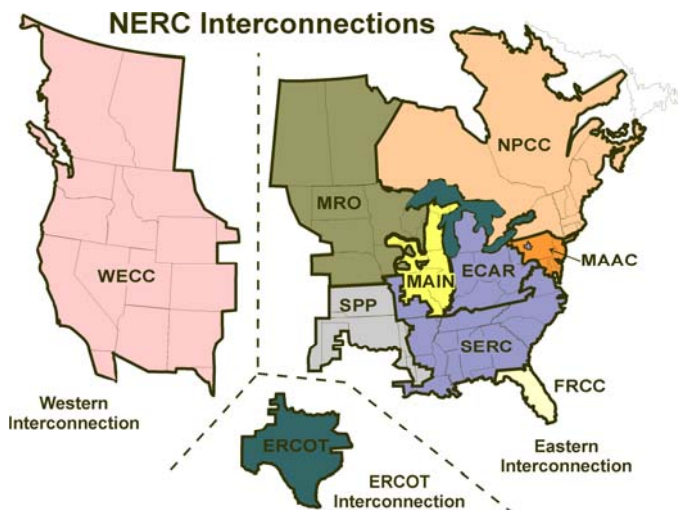 NERC Interconnections
NPCC
MRO
WECC
MAIN
ECAR
MAAC
SPP
SERC
FRCC
Western
Interconnection
ERCOT
ERCOT
Interconnection
Eastern
Interconnection